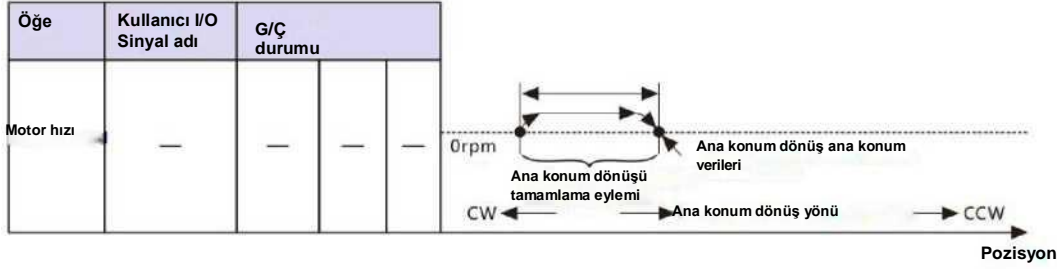 Öğe
Kullanıcı I/O
Sinyal adı
G/Ç
durumu
Motor hızı
—
—
—
—
0rpm
Ana konum dönüş ana konum
verileri
Ana konum dönüşü
tamamlama eylemi
CW
Ana konum dönüş yönü
CCW
Pozisyon